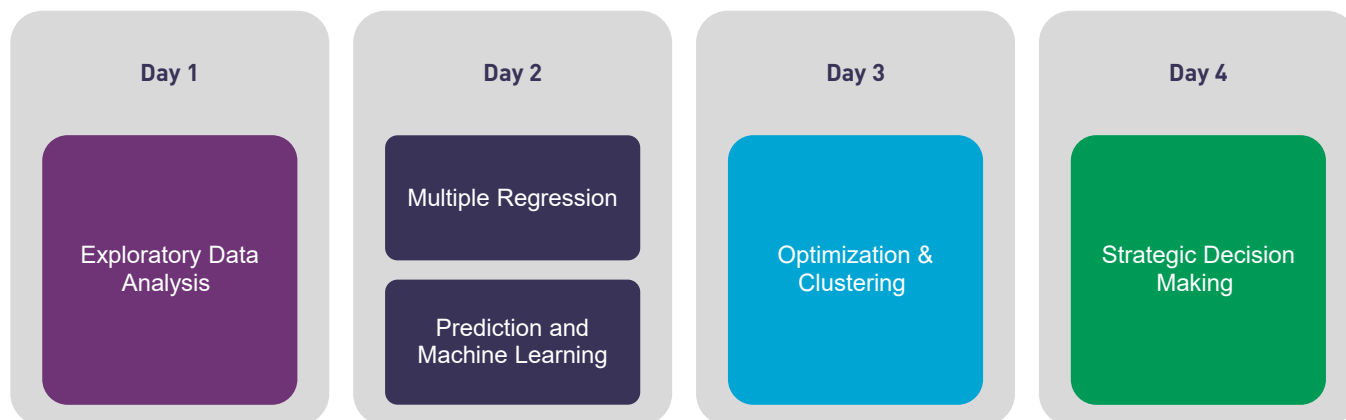 Day 1
Exploratory Data
Analysis
Day 2
Multiple Regression
Prediction and
Machine Learning
Day 3
Optimization &
Clustering
Day 4
Strategic Decision
Making